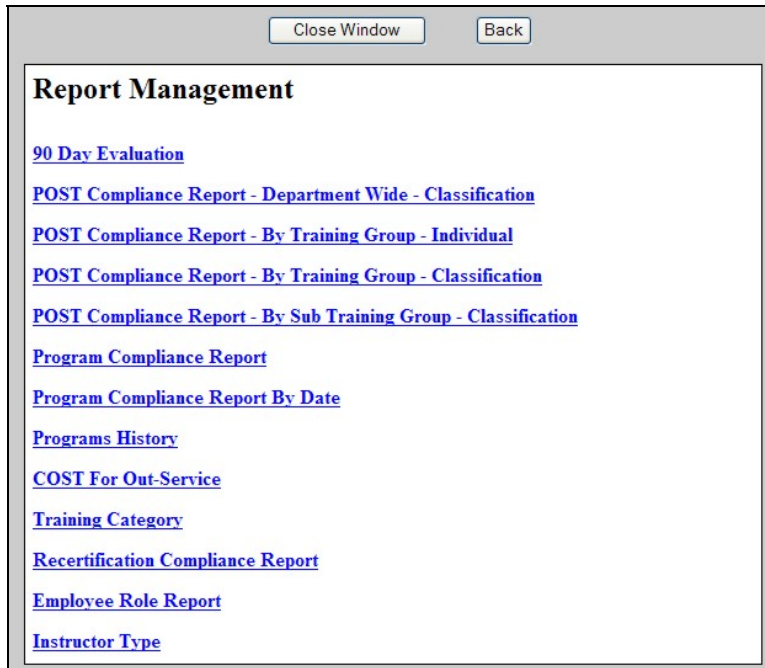 Close Window Back
Report Management
90 Day Evaluation
POST Compliance Report - Department Wide - Classification
POST Compliance Report - By Training Group - Individual
POST Compliance Report - By Training Group - Classification
POST Compliance Report - By Sub Training Group - Classification
Program Compliance Report
Program Compliance Report By Date
Programs History
COST For Out-Service
Training Category
Recertification Compliance Report
Employee Role Report
Instructor Type